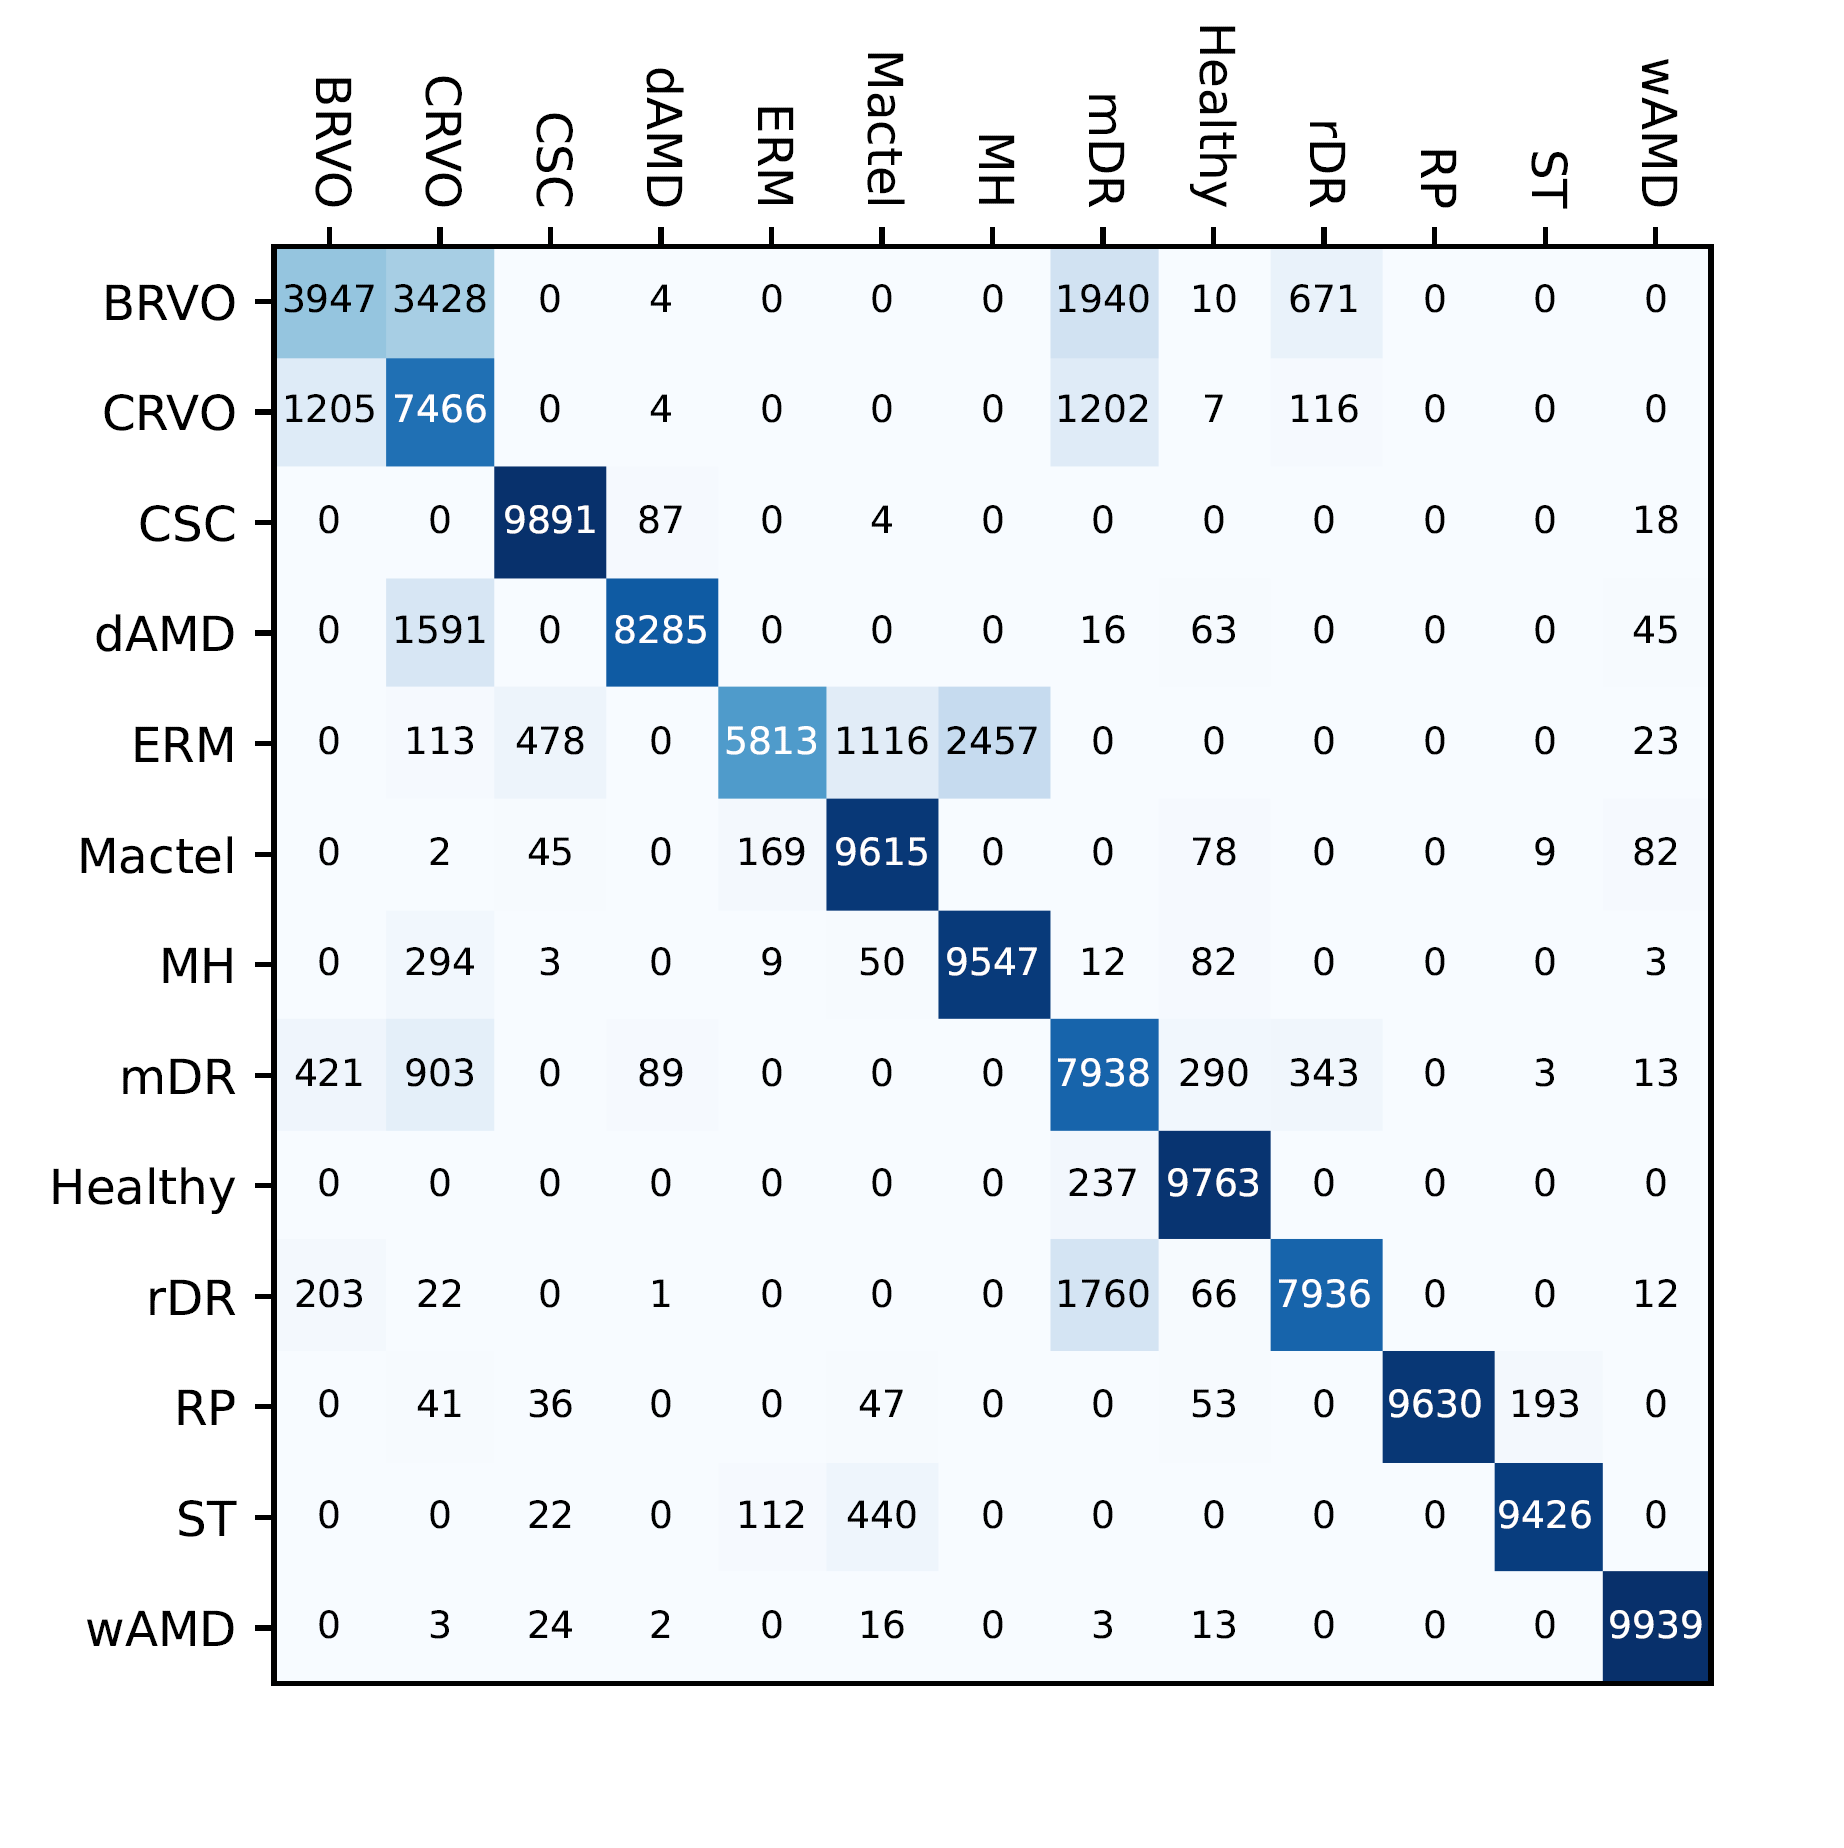 BRVO CRVO CSC dAMD ERM Mactel MH mDR Healthy rDR RP ST wAMD
BRVO 3947 3428 0 4 0 0 0 1940 10 671 0 0 0
CRVO 1205 7466 0 4 0 0 0 1202 7 116 0 0 0
CSC 0 0 9891 87 0 4 0 0 0 0 0 0 18
dAMD 0 1591 0 8285 0 0 0 16 63 0 0 0 45
ERM 0 113 478 0 5813 1116 2457 0 0 0 0 0 23
Mactel 0 2 45 0 169 9615 0 0 78 0 0 9 82
MH 0 294 3 0 9 50 9547 12 82 0 0 0 3
mDR 421 903 0 89 0 0 0 7938 290 343 0 3 13
Healthy 0 0 0 0 0 0 0 237 9763 0 0 0 0
rDR 203 22 0 1 0 0 0 1760 66 7936 0 0 12
RP 0 41 36 0 0 47 0 0 53 0 9630 193 0
ST 0 0 22 0 112 440 0 0 0 0 0 9426 0
wAMD 0 3 24 2 0 16 0 3 13 0 0 0 9939